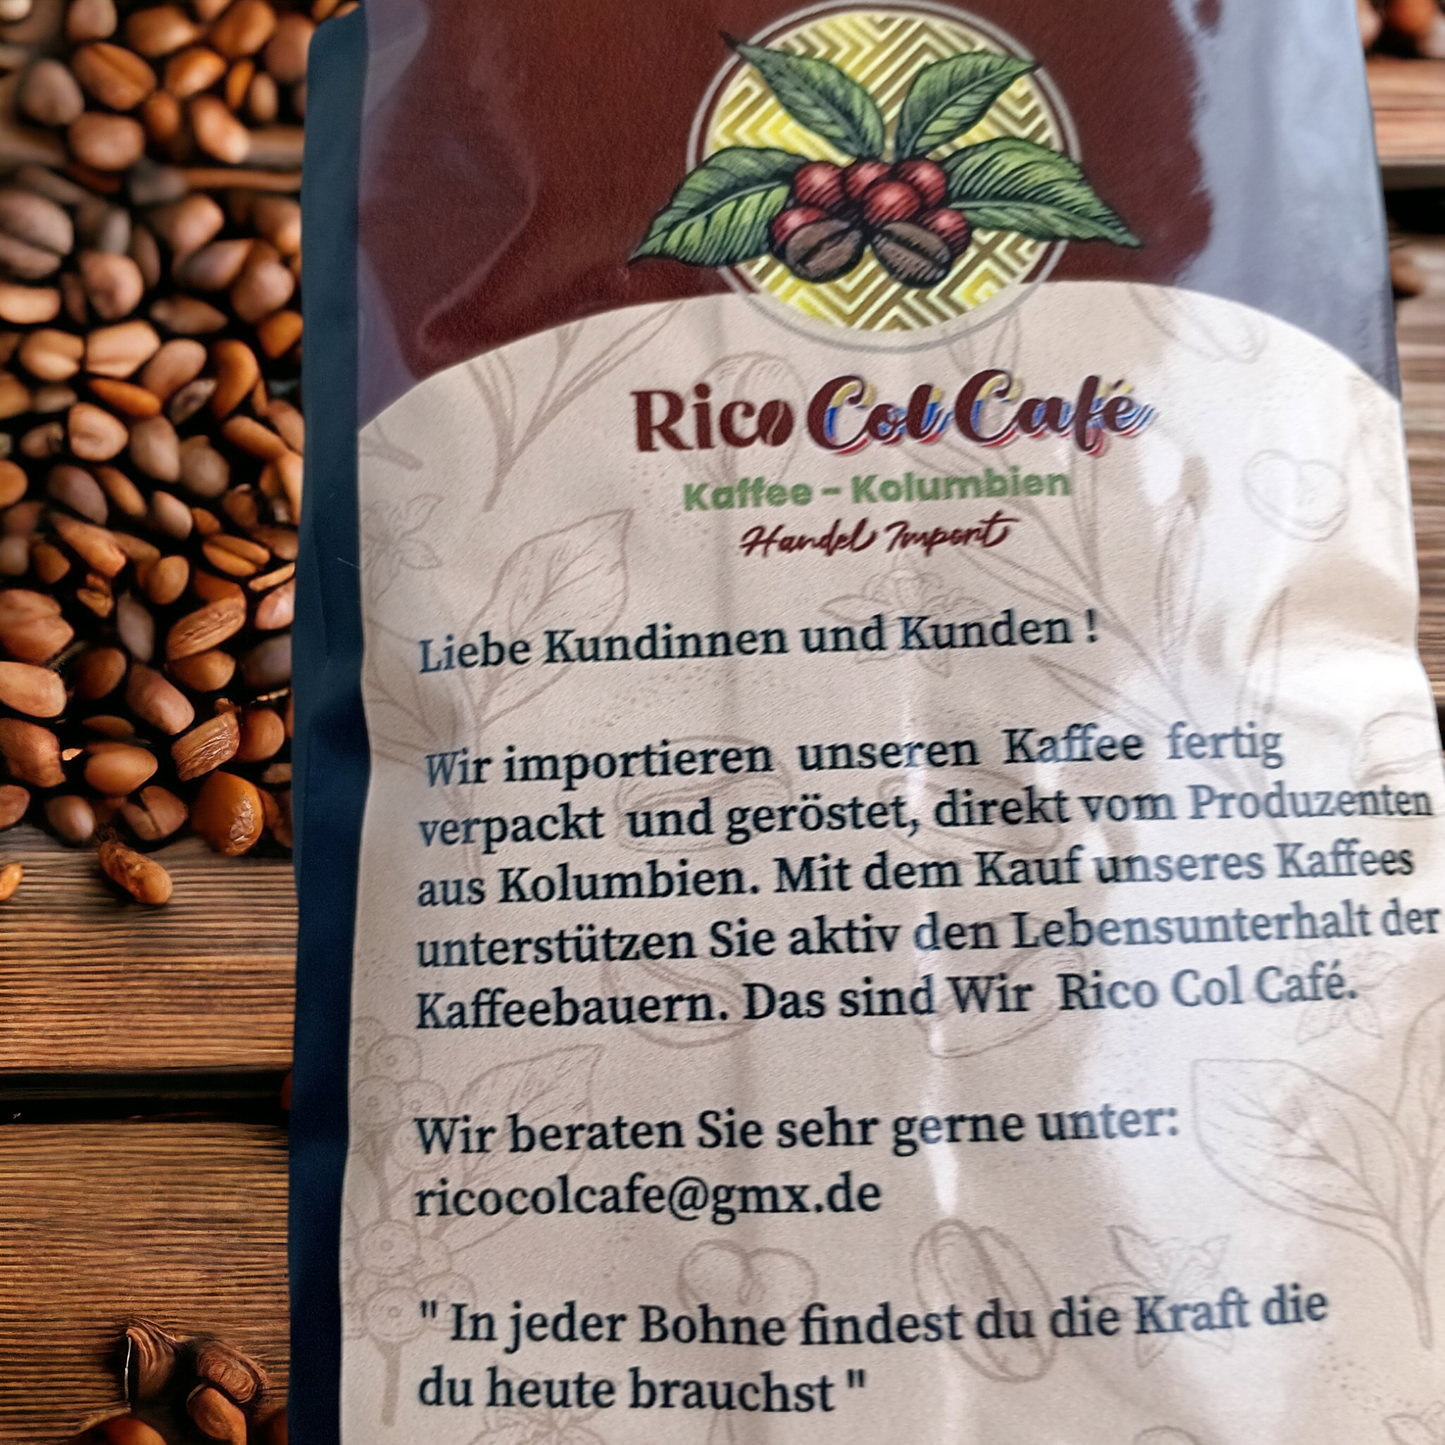 Rico Col Café
Kaffee - Kolumbien
Handel Import
Liebe Kundinnen und Kunden !
Wir importieren unseren Kaffee fertig
verpackt und geröstet, direkt vom Produzenten
aus Kolumbien. Mit dem Kauf unseres Kaffees
unterstützen Sie aktiv den Lebensunterhalt der
Kaffeebauern. Das sind Wir Rico Col Café.
Wir beraten Sie sehr gerne unter:
ricocolcafe@gmx.de
" In jeder Bohne findest du die Kraft die
du heute brauchst "